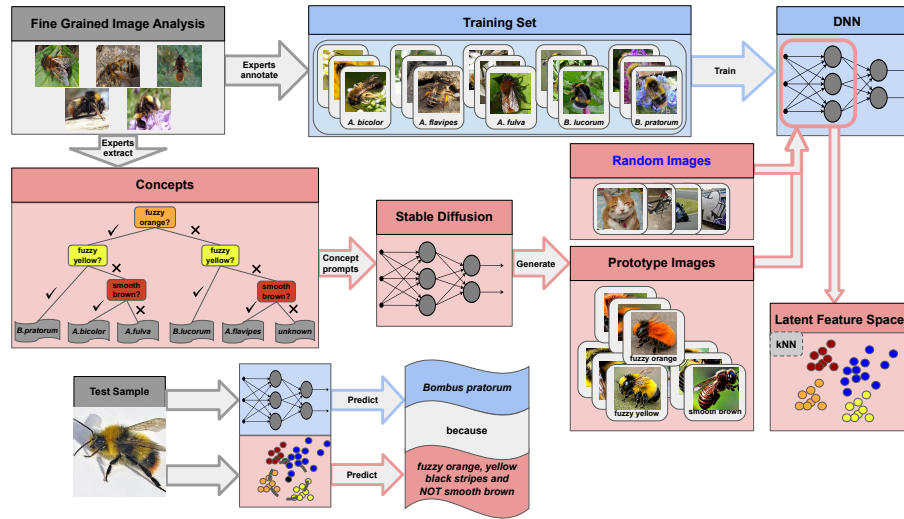 Fine Grained Image Analysis
Experts
annotate
Training Set
A. bicolor
A. flavipes
A. fulva
B. lucorum
B. pratorum
Train
DNN
Experts
extract
Concepts
fuzzy
orange?
fuzzy
yellow?
fuzzy
yellow?
smooth
brown?
smooth
brown?
B.pratorum
A.bicolor
A.fulva
B.lucorum
A.flavipes
unknown
Concept
prompts
Stable Diffusion
Generate
Random Images
Prototype Images
fuzzy orange
fuzzy yellow
smooth brown
Latent Feature Space
kNN
Test Sample
Predict
Bombus pratorum
because
Predict
fuzzy orange, yellow
black stripes and
NOT smooth brown